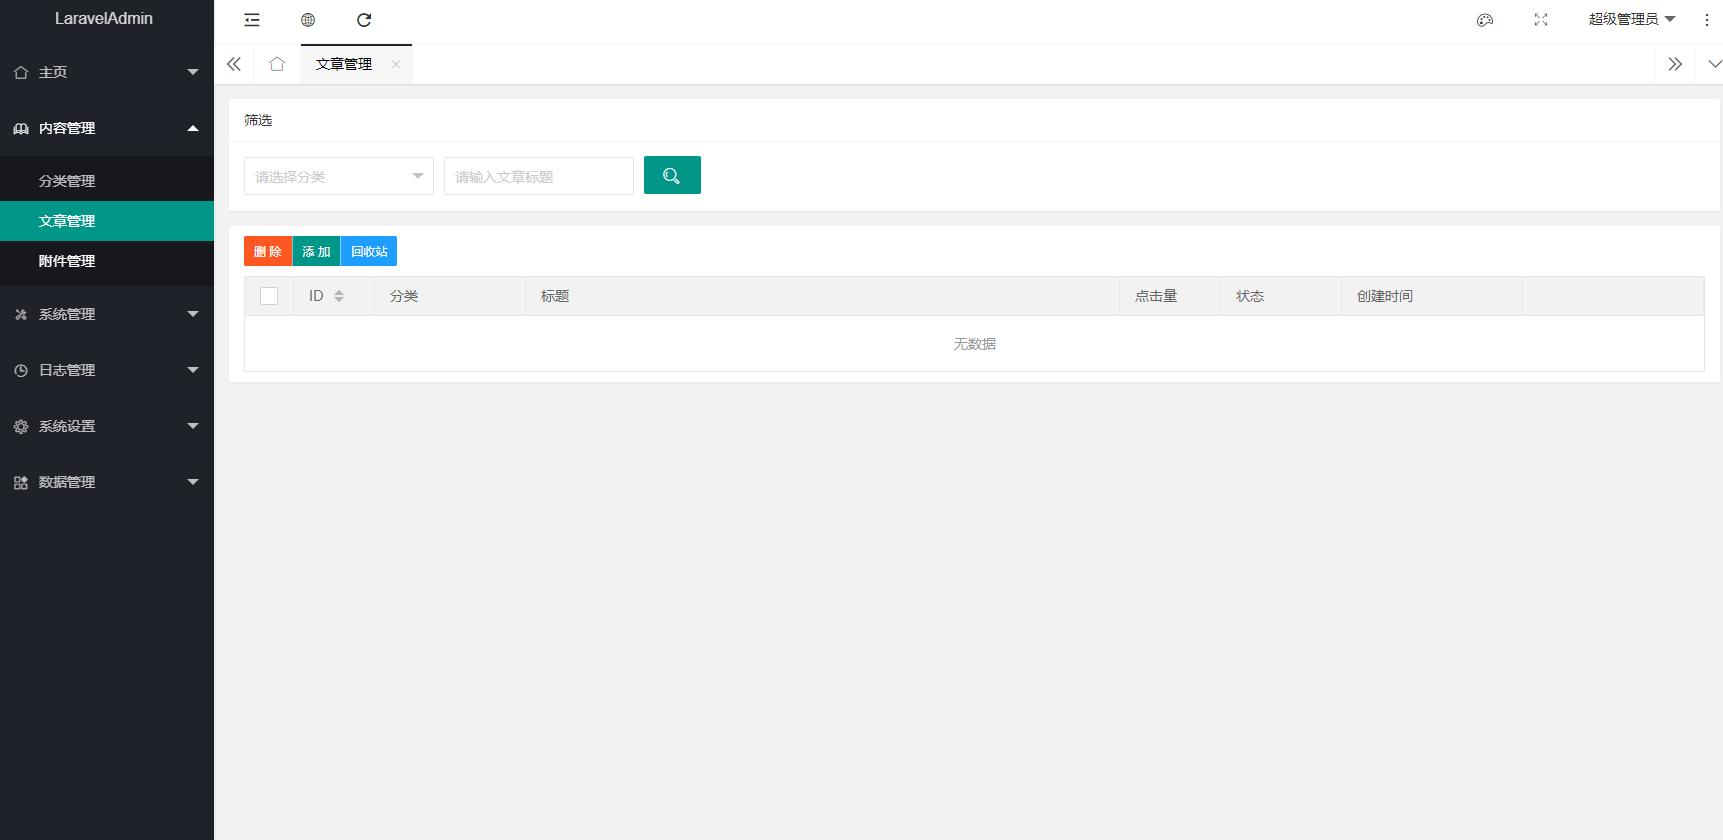 LaravelAdmin
超级管理员
主页
内容管理
分类管理
文章管理
附件管理
系统管理
日志管理
系统设置
数据管理
文章管理
筛选
请选择分类 请输入文章标题
删 除 添 加 回收站
ID 分类 标题 点击量 状态 创建时间
无数据